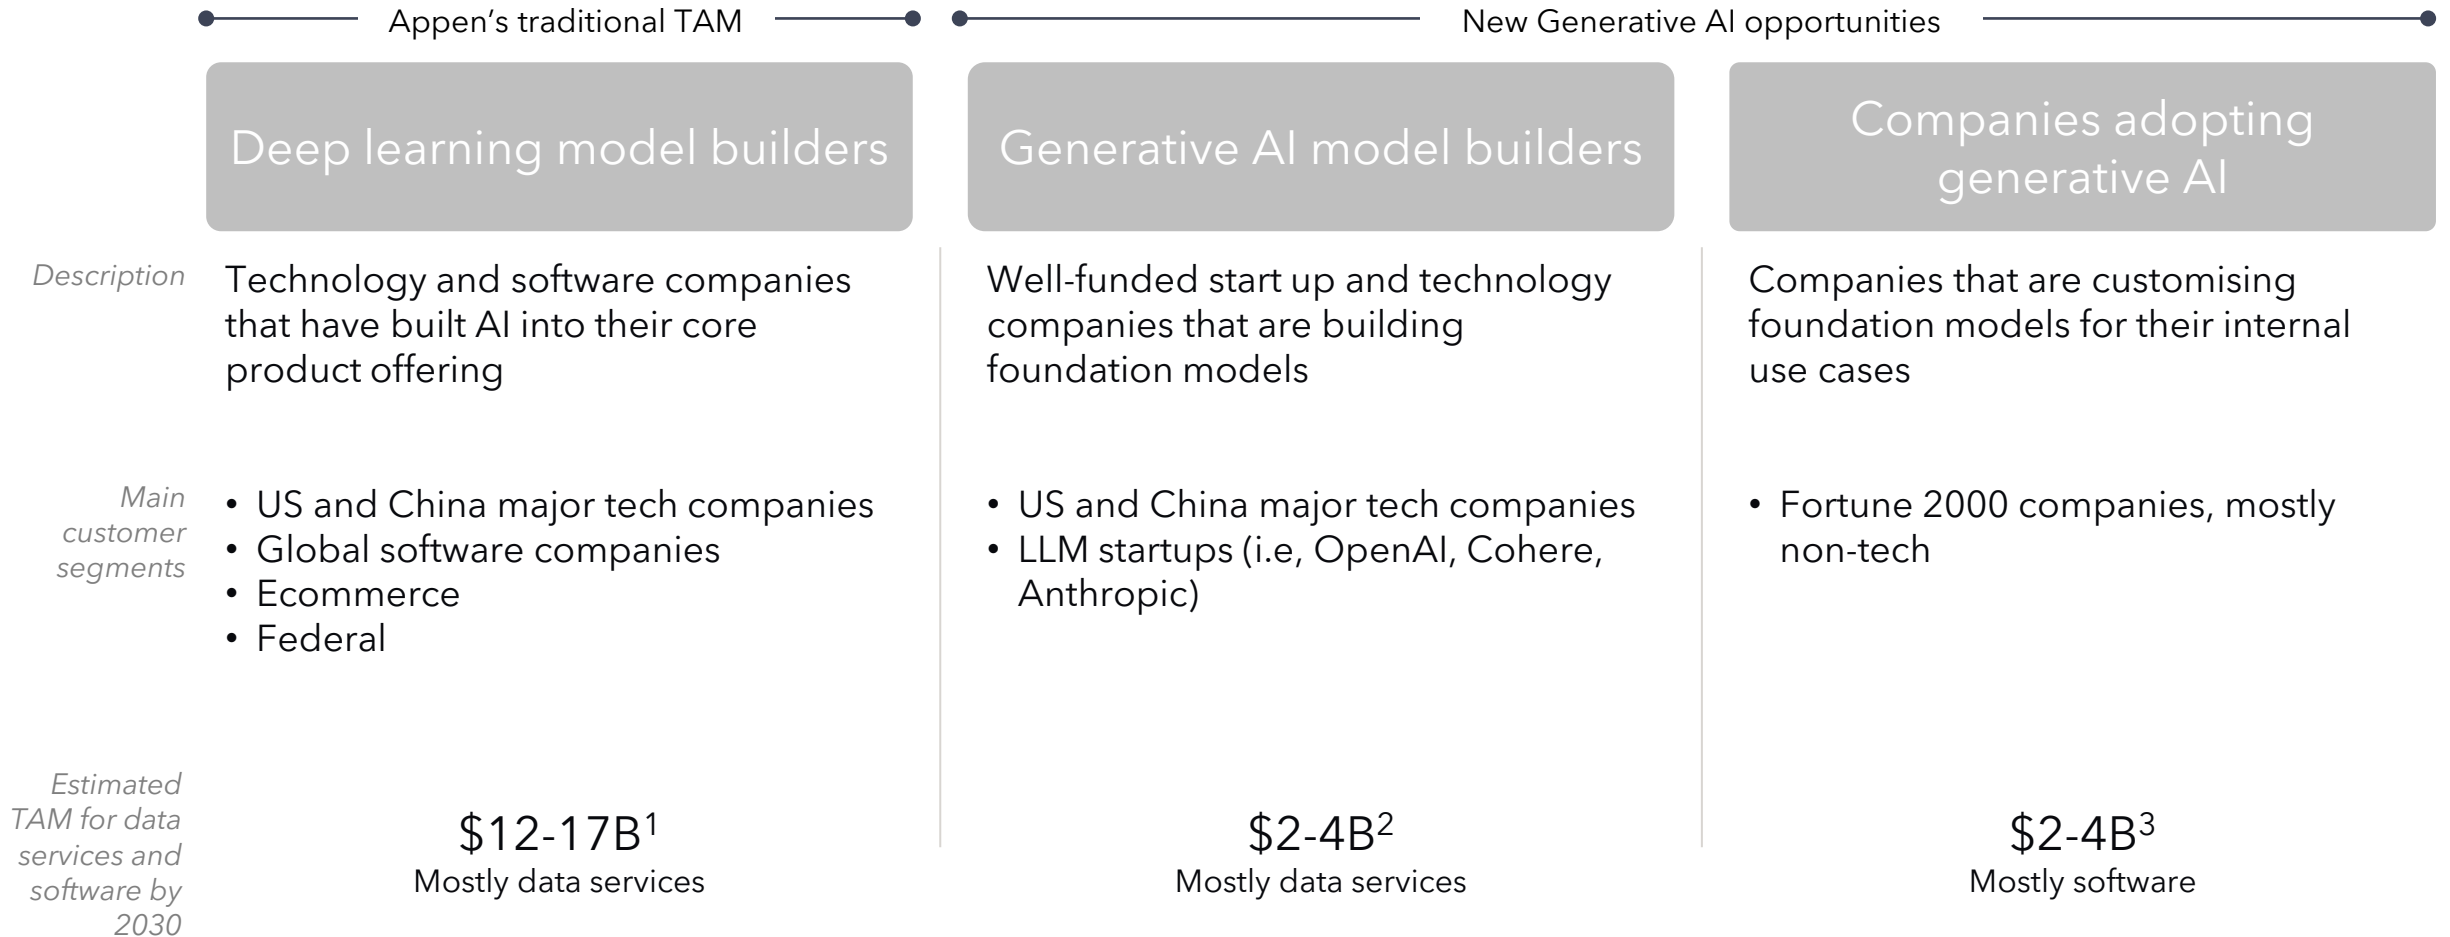 Appen’s traditional TAM
New Generative AI opportunities
Deep learning model builders
Generative AI model builders
Companies adopting
generative AI
Description
Technology and software companies
that have built AI into their core
product offering
Well-funded start up and technology
companies that are building
foundation models
Companies that are customising
foundation models for their internal
use cases
Main
customer
segments
• US and China major tech companies
• Global software companies
• Ecommerce
• Federal
• US and China major tech companies
• LLM startups (i.e, OpenAI, Cohere,
Anthropic)
• Fortune 2000 companies, mostly
non-tech
Estimated
TAM for data
services and
software by
2030
$12-17B¹
Mostly data services
$2-4B²
Mostly data services
$2-4B³
Mostly software